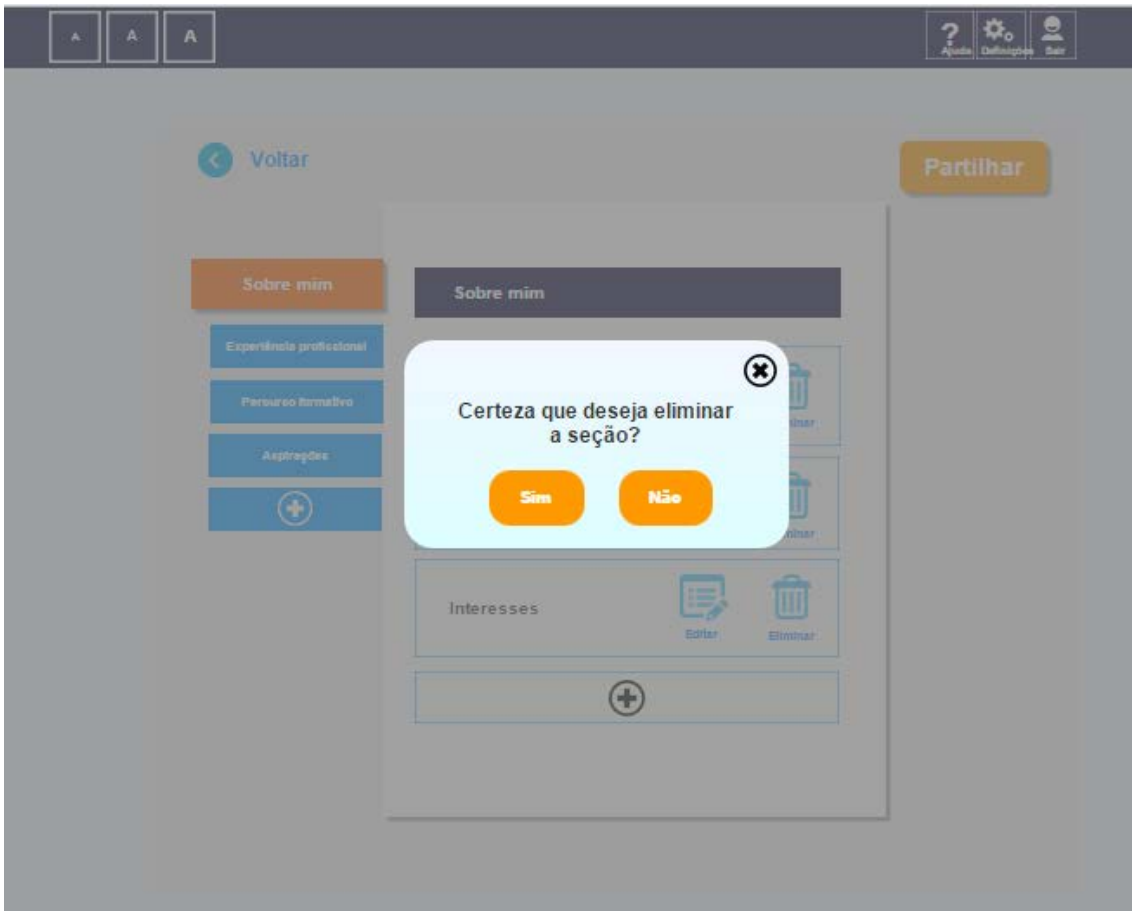 A A A
Ajuda Definições Sair
Voltar
Partilhar
Sobre mim
Sobre mim
Experiência profissional
Percurso formativo
Aspirações
Certeza que deseja eliminar
a seção?
Sim Não
Interesses
Editar Eliminar